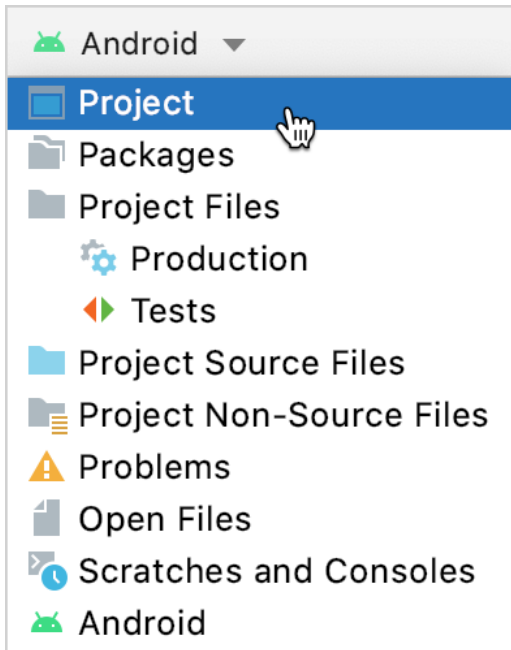 Android
Project
Packages
Project Files
Production
Tests
Project Source Files
Project Non-Source Files
Problems
Open Files
Scratches and Consoles
Android